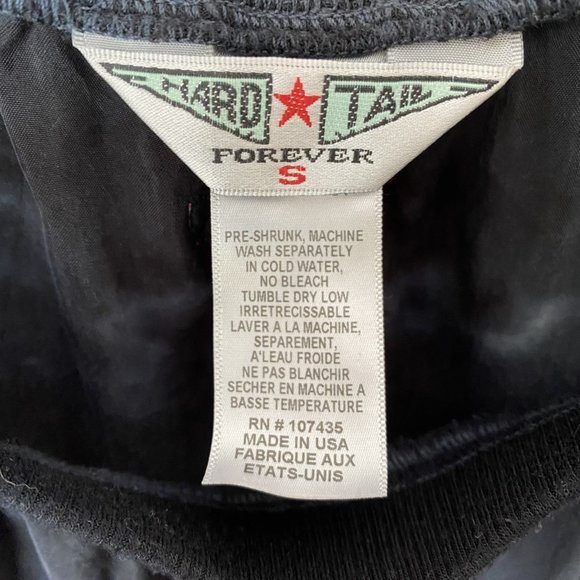 HARD TAIL
FOREVER
S
PRE-SHRUNK, MACHINE
WASH SEPARATELY
IN COLD WATER,
NO BLEACH
TUMBLE DRY LOW
IRRETRECISSABLE
LAVER A LA MACHINE,
SEPAREMENT,
A'LEAU FROIDE
NE PAS BLANCHIR
SECHER EN MACHINE A
BASSE TEMPERATURE
RN # 107435
MADE IN USA
FABRIQUE AUX
ETATS-UNIS